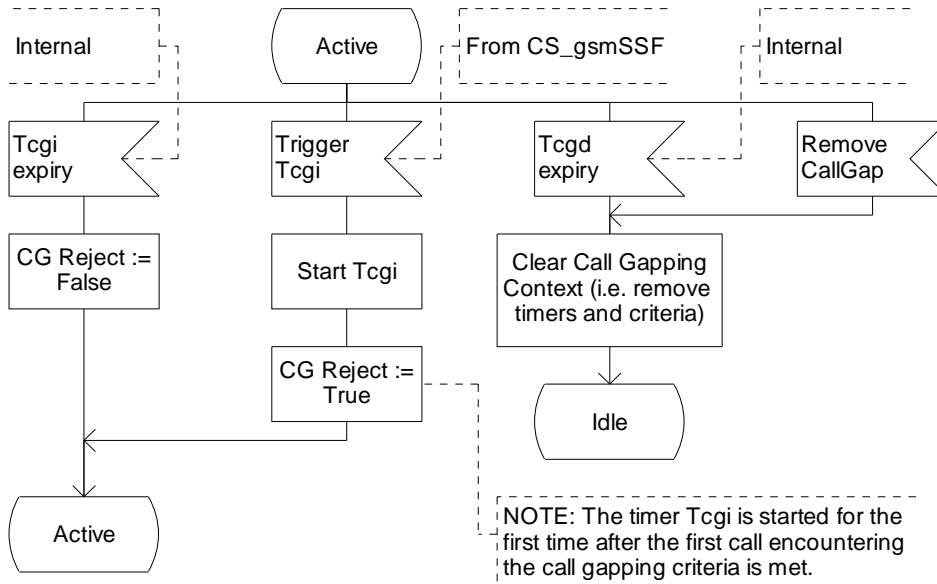 Internal
Active
From CS_gsmSSF
Internal
Tcgi
expiry
Trigger
Tcgi
Tcgd
expiry
Remove
CallGap
CG Reject :=
False
Start Tcgi
Clear Call Gapping
Context (i.e. remove
timers and criteria)
CG Reject :=
True
Idle
Active
NOTE: The timer Tcgi is started for the
first time after the first call encountering
the call gapping criteria is met.